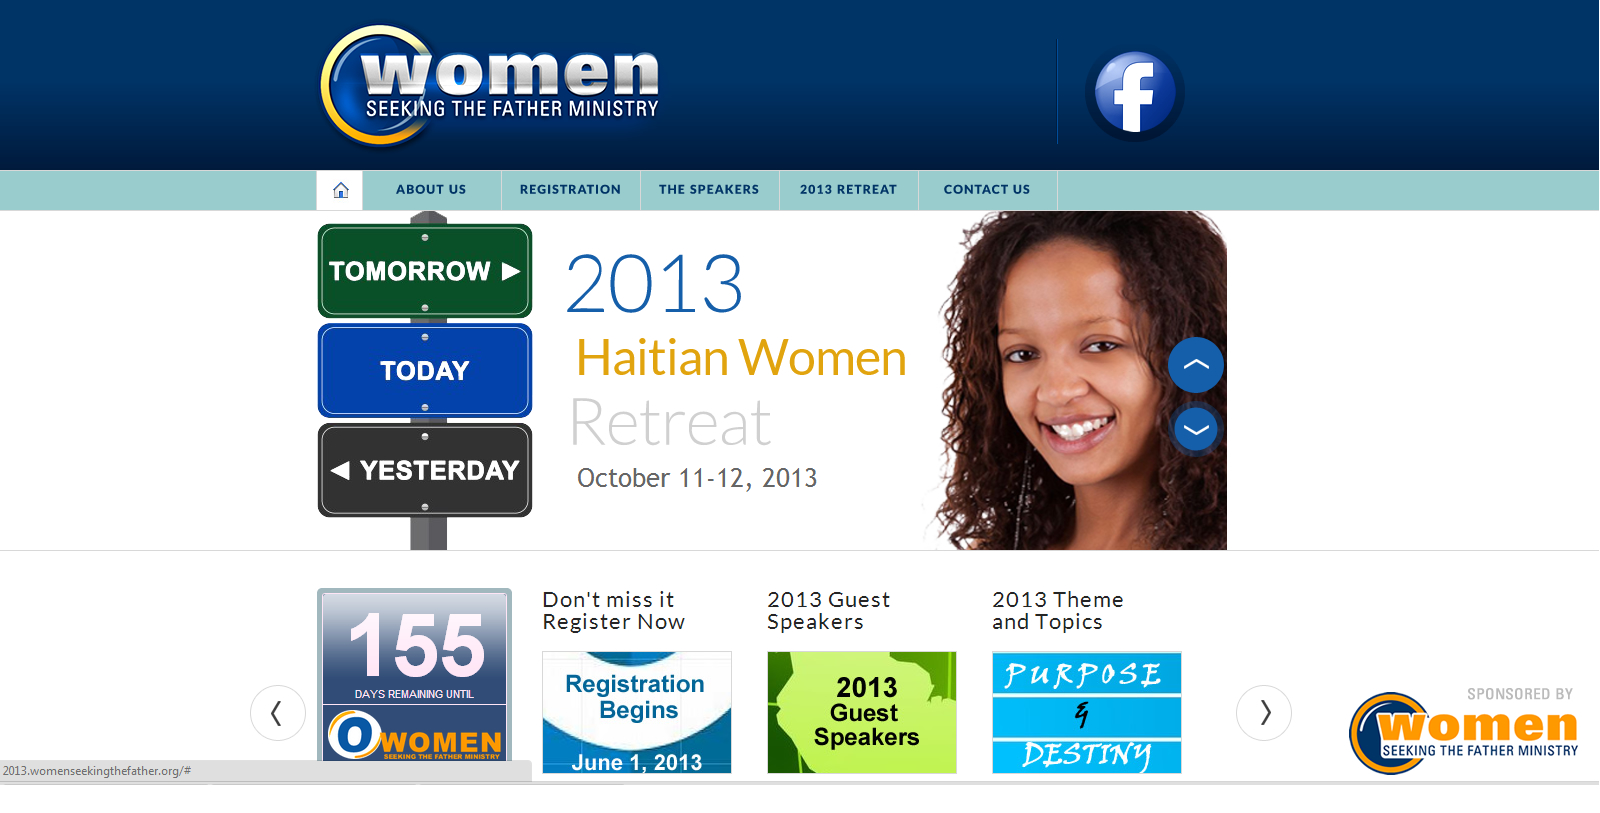 women
SEEKING THE FATHER MINISTRY
f
ABOUT US
REGISTRATION
THE SPEAKERS
2013 RETREAT
CONTACT US
TOMORROW
TODAY
YESTERDAY
2013
Haitian Women
Retreat
October 11-12, 2013
155
DAYS REMAINING UNTIL
WOMEN
SEEKING THE FATHER MINISTRY
Don't miss it
Register Now
Registration
Begins
June 1, 2013
2013 Guest
Speakers
2013
Guest
Speakers
2013 Theme
and Topics
PURPOSE
&
DESTINY
SPONSORED BY
women
SEEKING THE FATHER MINISTRY
2013.womenseekingthefather.org/#